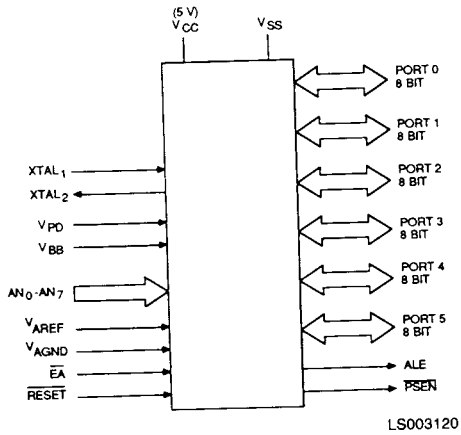 (5 V)
VCC
VSS
PORT 0
8 BIT
PORT 1
8 BIT
PORT 2
8 BIT
PORT 3
8 BIT
PORT 4
8 BIT
PORT 5
8 BIT
XTAL1
XTAL2
VPD
VBB
AN0-AN7
VAREF
VAGND
EA
RESET
ALE
PSEN
LS003120